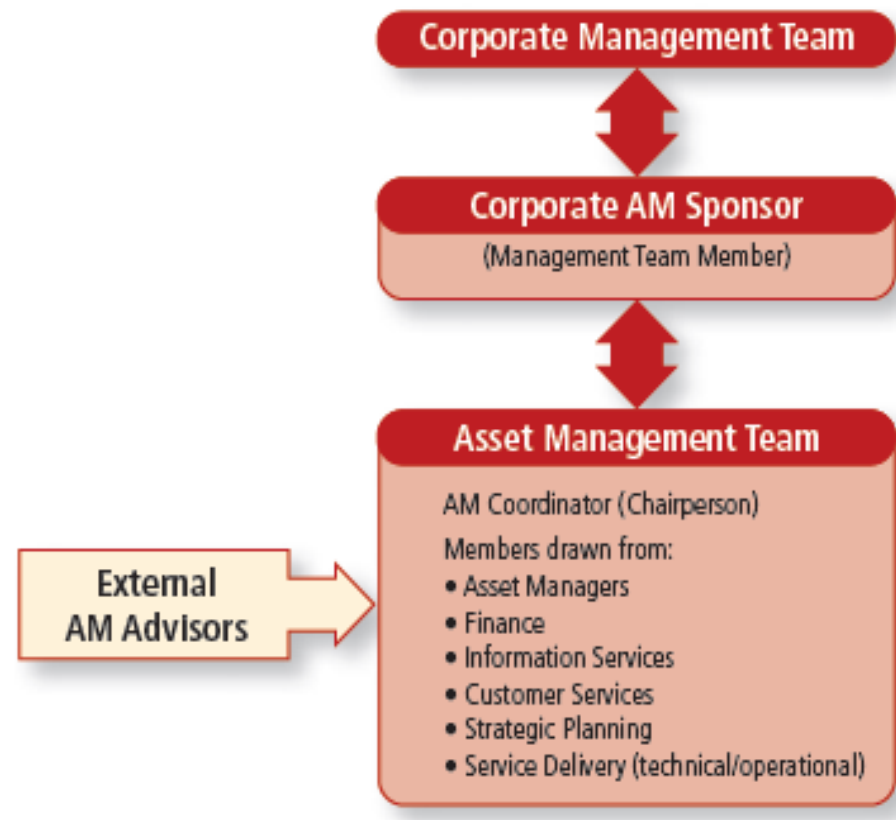 Corporate Management Team
Corporate AM Sponsor
(Management Team Member)
Asset Management Team
AM Coordinator (Chairperson)
Members drawn from:
• Asset Managers
• Finance
• Information Services
• Customer Services
• Strategic Planning
• Service Delivery (technical/operational)
External
AM Advisors